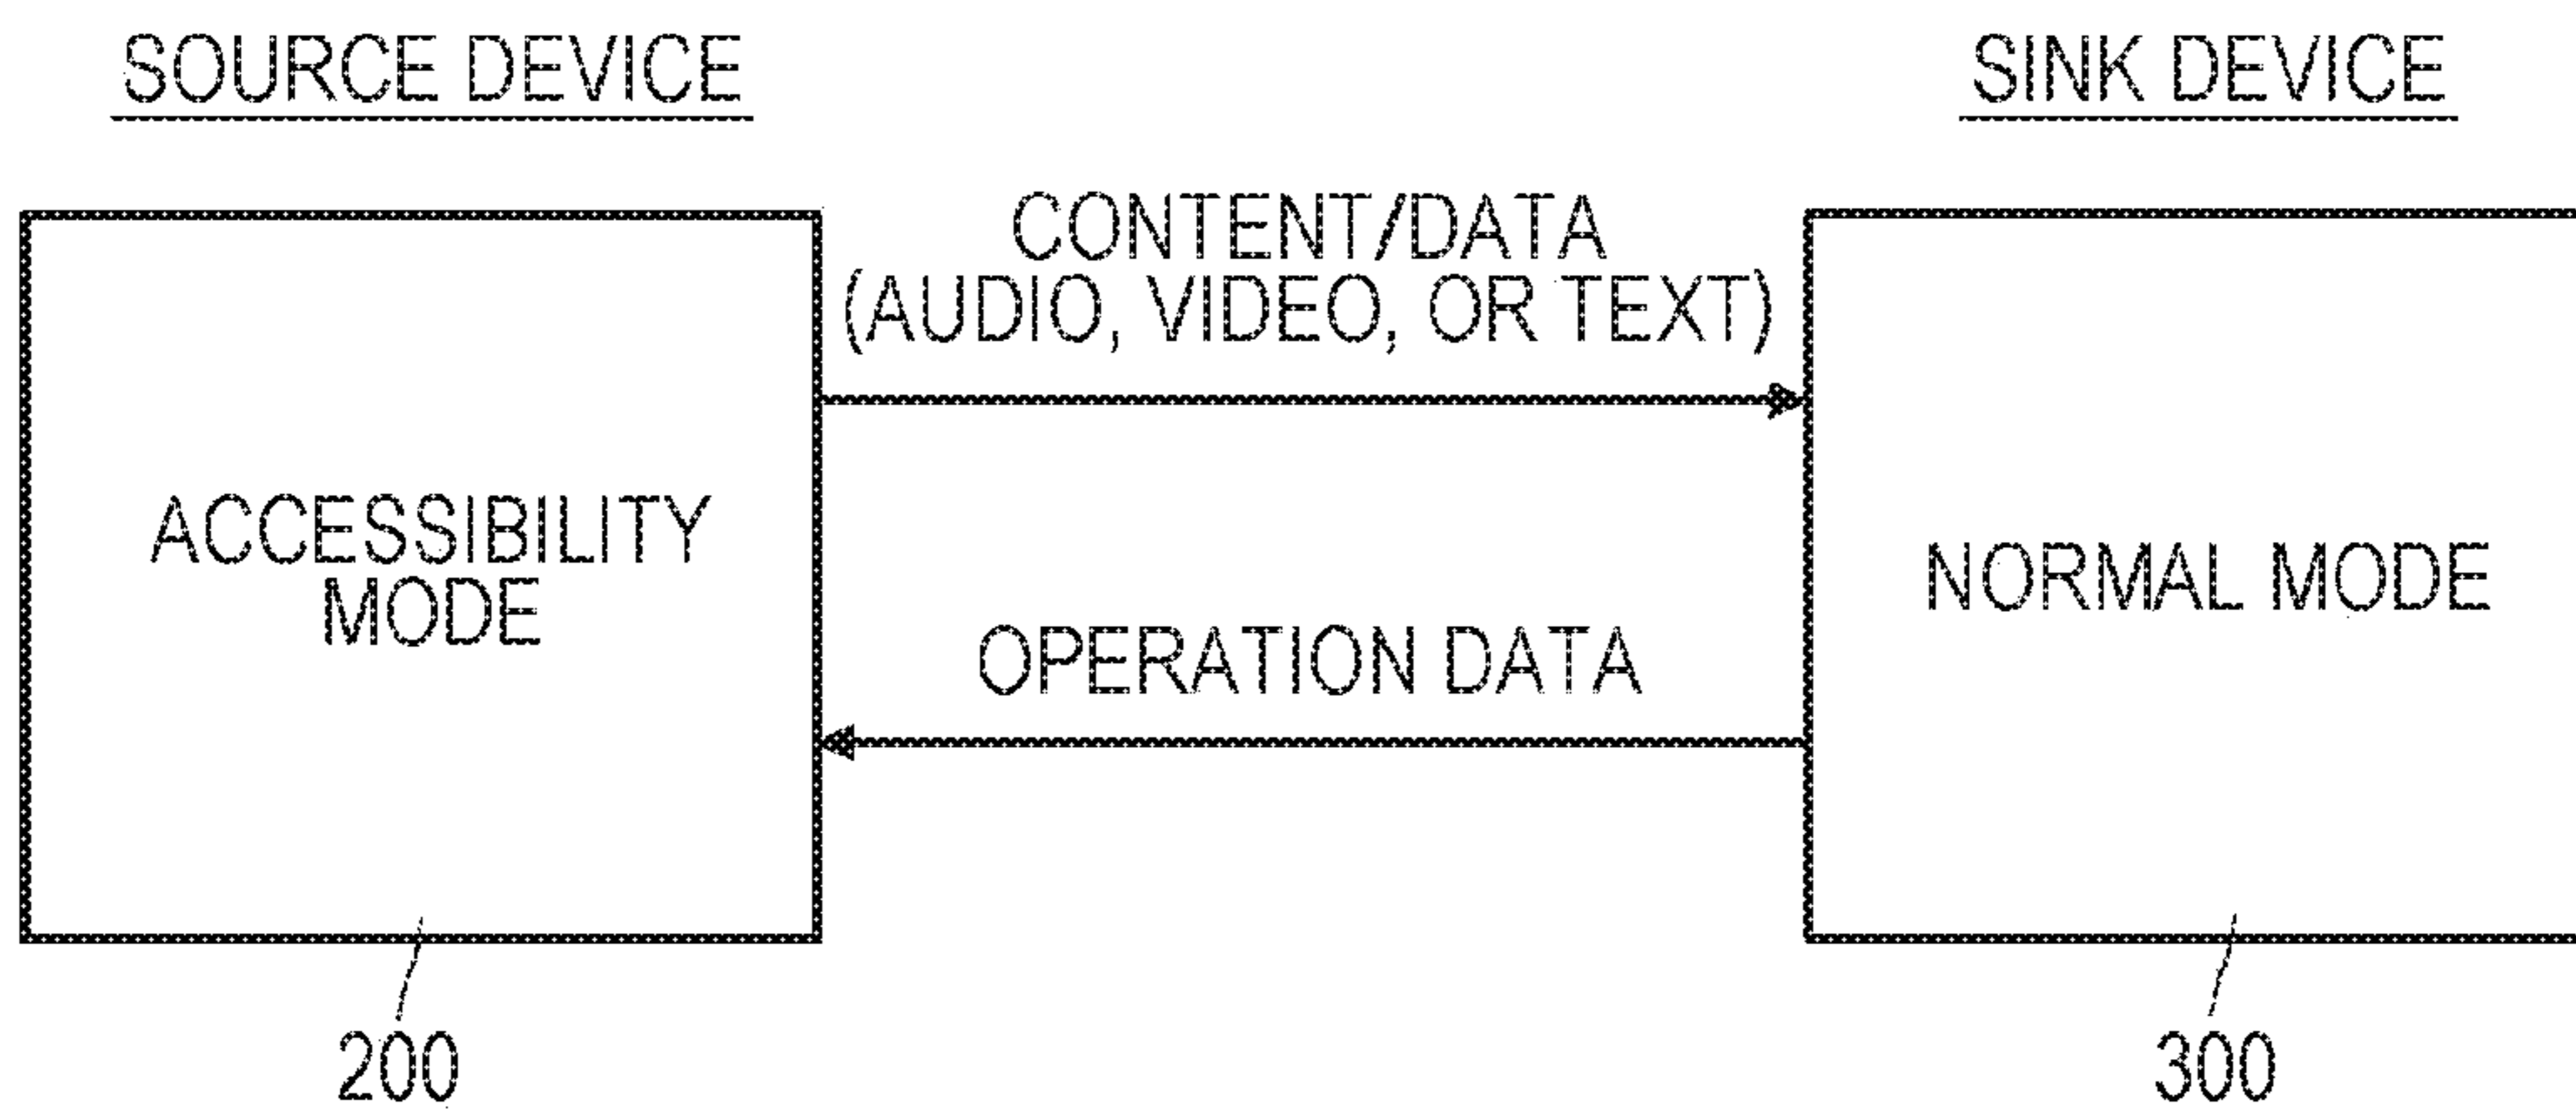 SOURCE DEVICE
SINK DEVICE
CONTENT/DATA
(AUDIO, VIDEO, OR TEXT)
ACCESSIBILITY
MODE
NORMAL MODE
OPERATION DATA
200
300